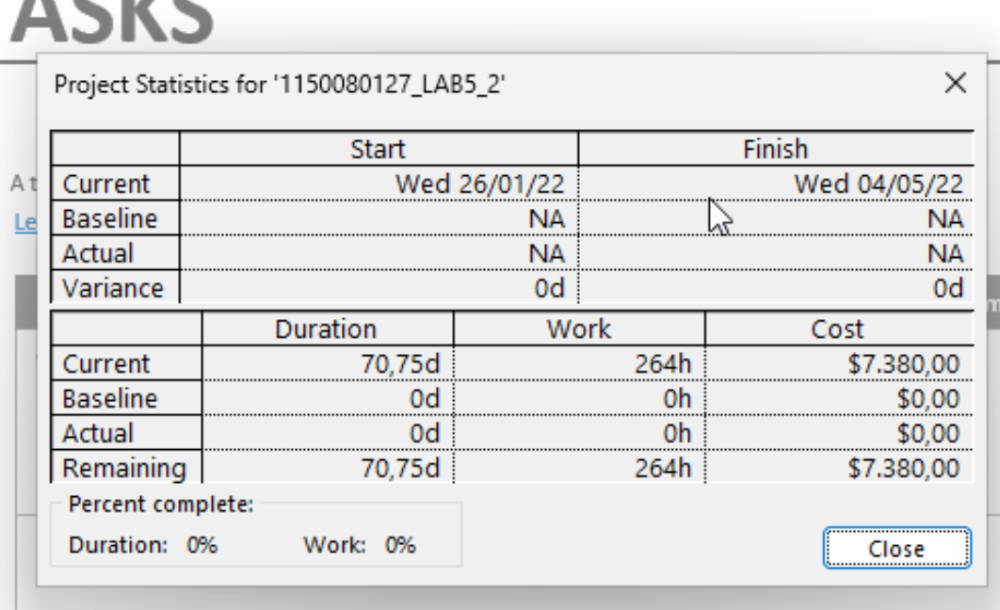 ASKS
Project Statistics for '1150080127_LAB5_2'
Start Finish
Current Wed 26/01/22 Wed 04/05/22
Baseline NA NA
Actual NA NA
Variance 0d 0d
Duration Work Cost
Current 70,75d 264h $7.380,00
Baseline 0d 0h $0,00
Actual 0d 0h $0,00
Remaining 70,75d 264h $7.380,00
Percent complete:
Duration: 0% Work: 0%
Close
A t
Le